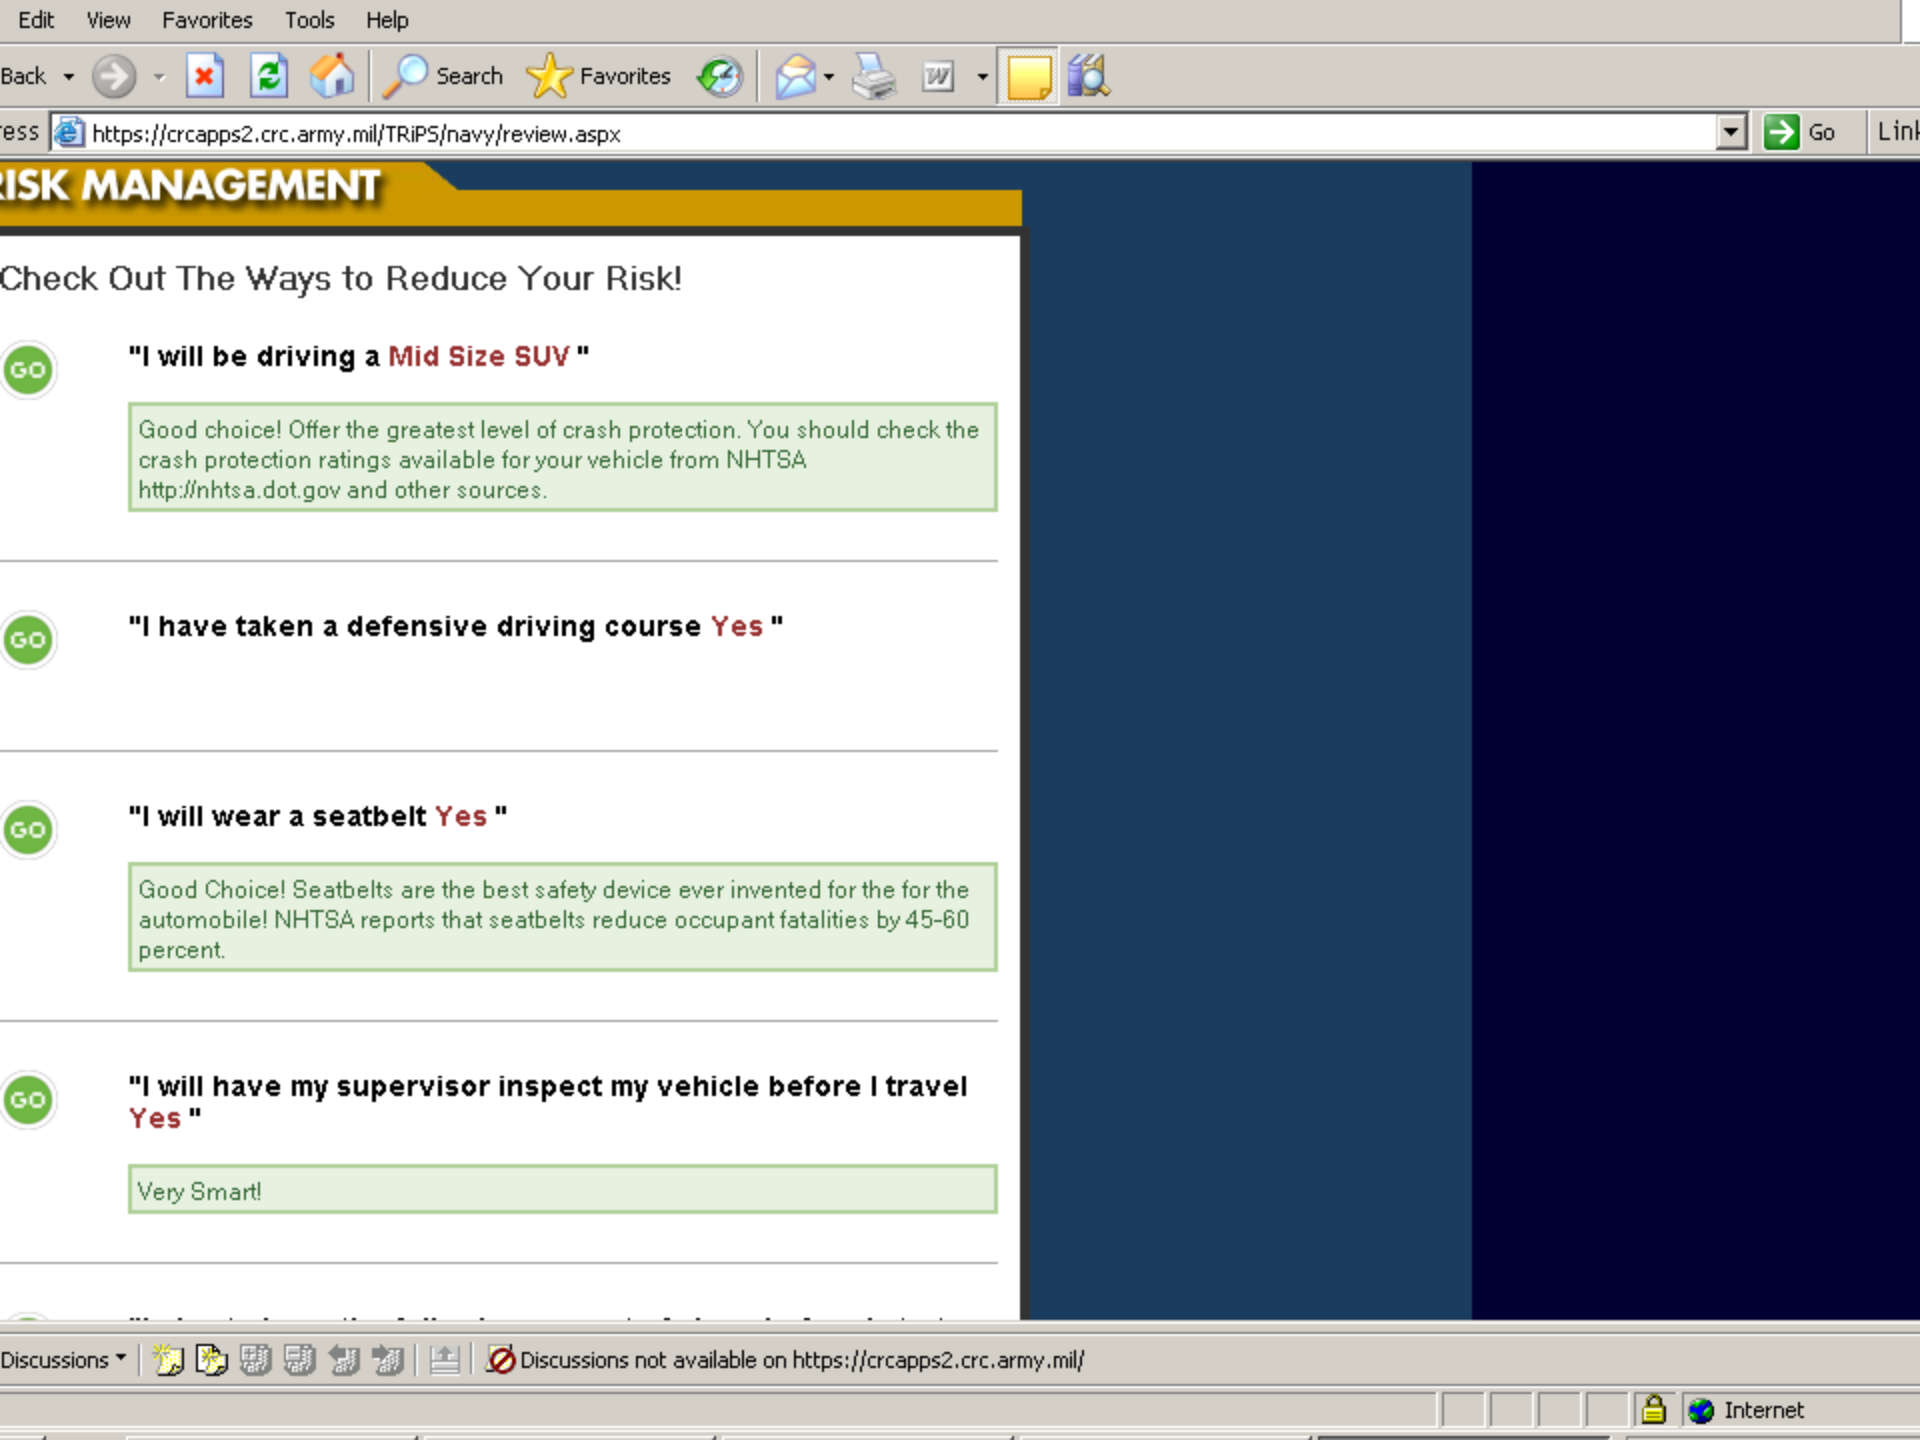 Edit View Favorites Tools Help
Back Search Favorites
https://crcapps2.crc.army.mil/TRiPS/navy/review.aspx Go
RISK MANAGEMENT
Check Out The Ways to Reduce Your Risk!
GO "I will be driving a Mid Size SUV "
Good choice! Offer the greatest level of crash protection. You should check the
crash protection ratings available for your vehicle from NHTSA
http://nhtsa.dot.gov and other sources.
GO "I have taken a defensive driving course Yes "
GO "I will wear a seatbelt Yes "
Good Choice! Seatbelts are the best safety device ever invented for the for the
automobile! NHTSA reports that seatbelts reduce occupant fatalities by 45-60
percent.
GO "I will have my supervisor inspect my vehicle before I travel
Yes "
Very Smart!
Discussions Discussions not available on https://crcapps2.crc.army.mil/
Internet